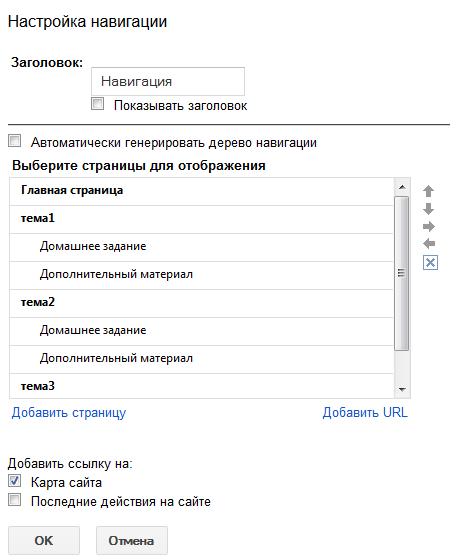 Настройка навигации
Заголовок:
Навигация
Показывать заголовок
Автоматически генерировать дерево навигации
Выберите страницы для отображения
Главная страница
тема1
Домашнее задание
Дополнительный материал
тема2
Домашнее задание
Дополнительный материал
тема3
Добавить страницу Добавить URL
Добавить ссылку на:
Карта сайта
Последние действия на сайте
OK Отмена